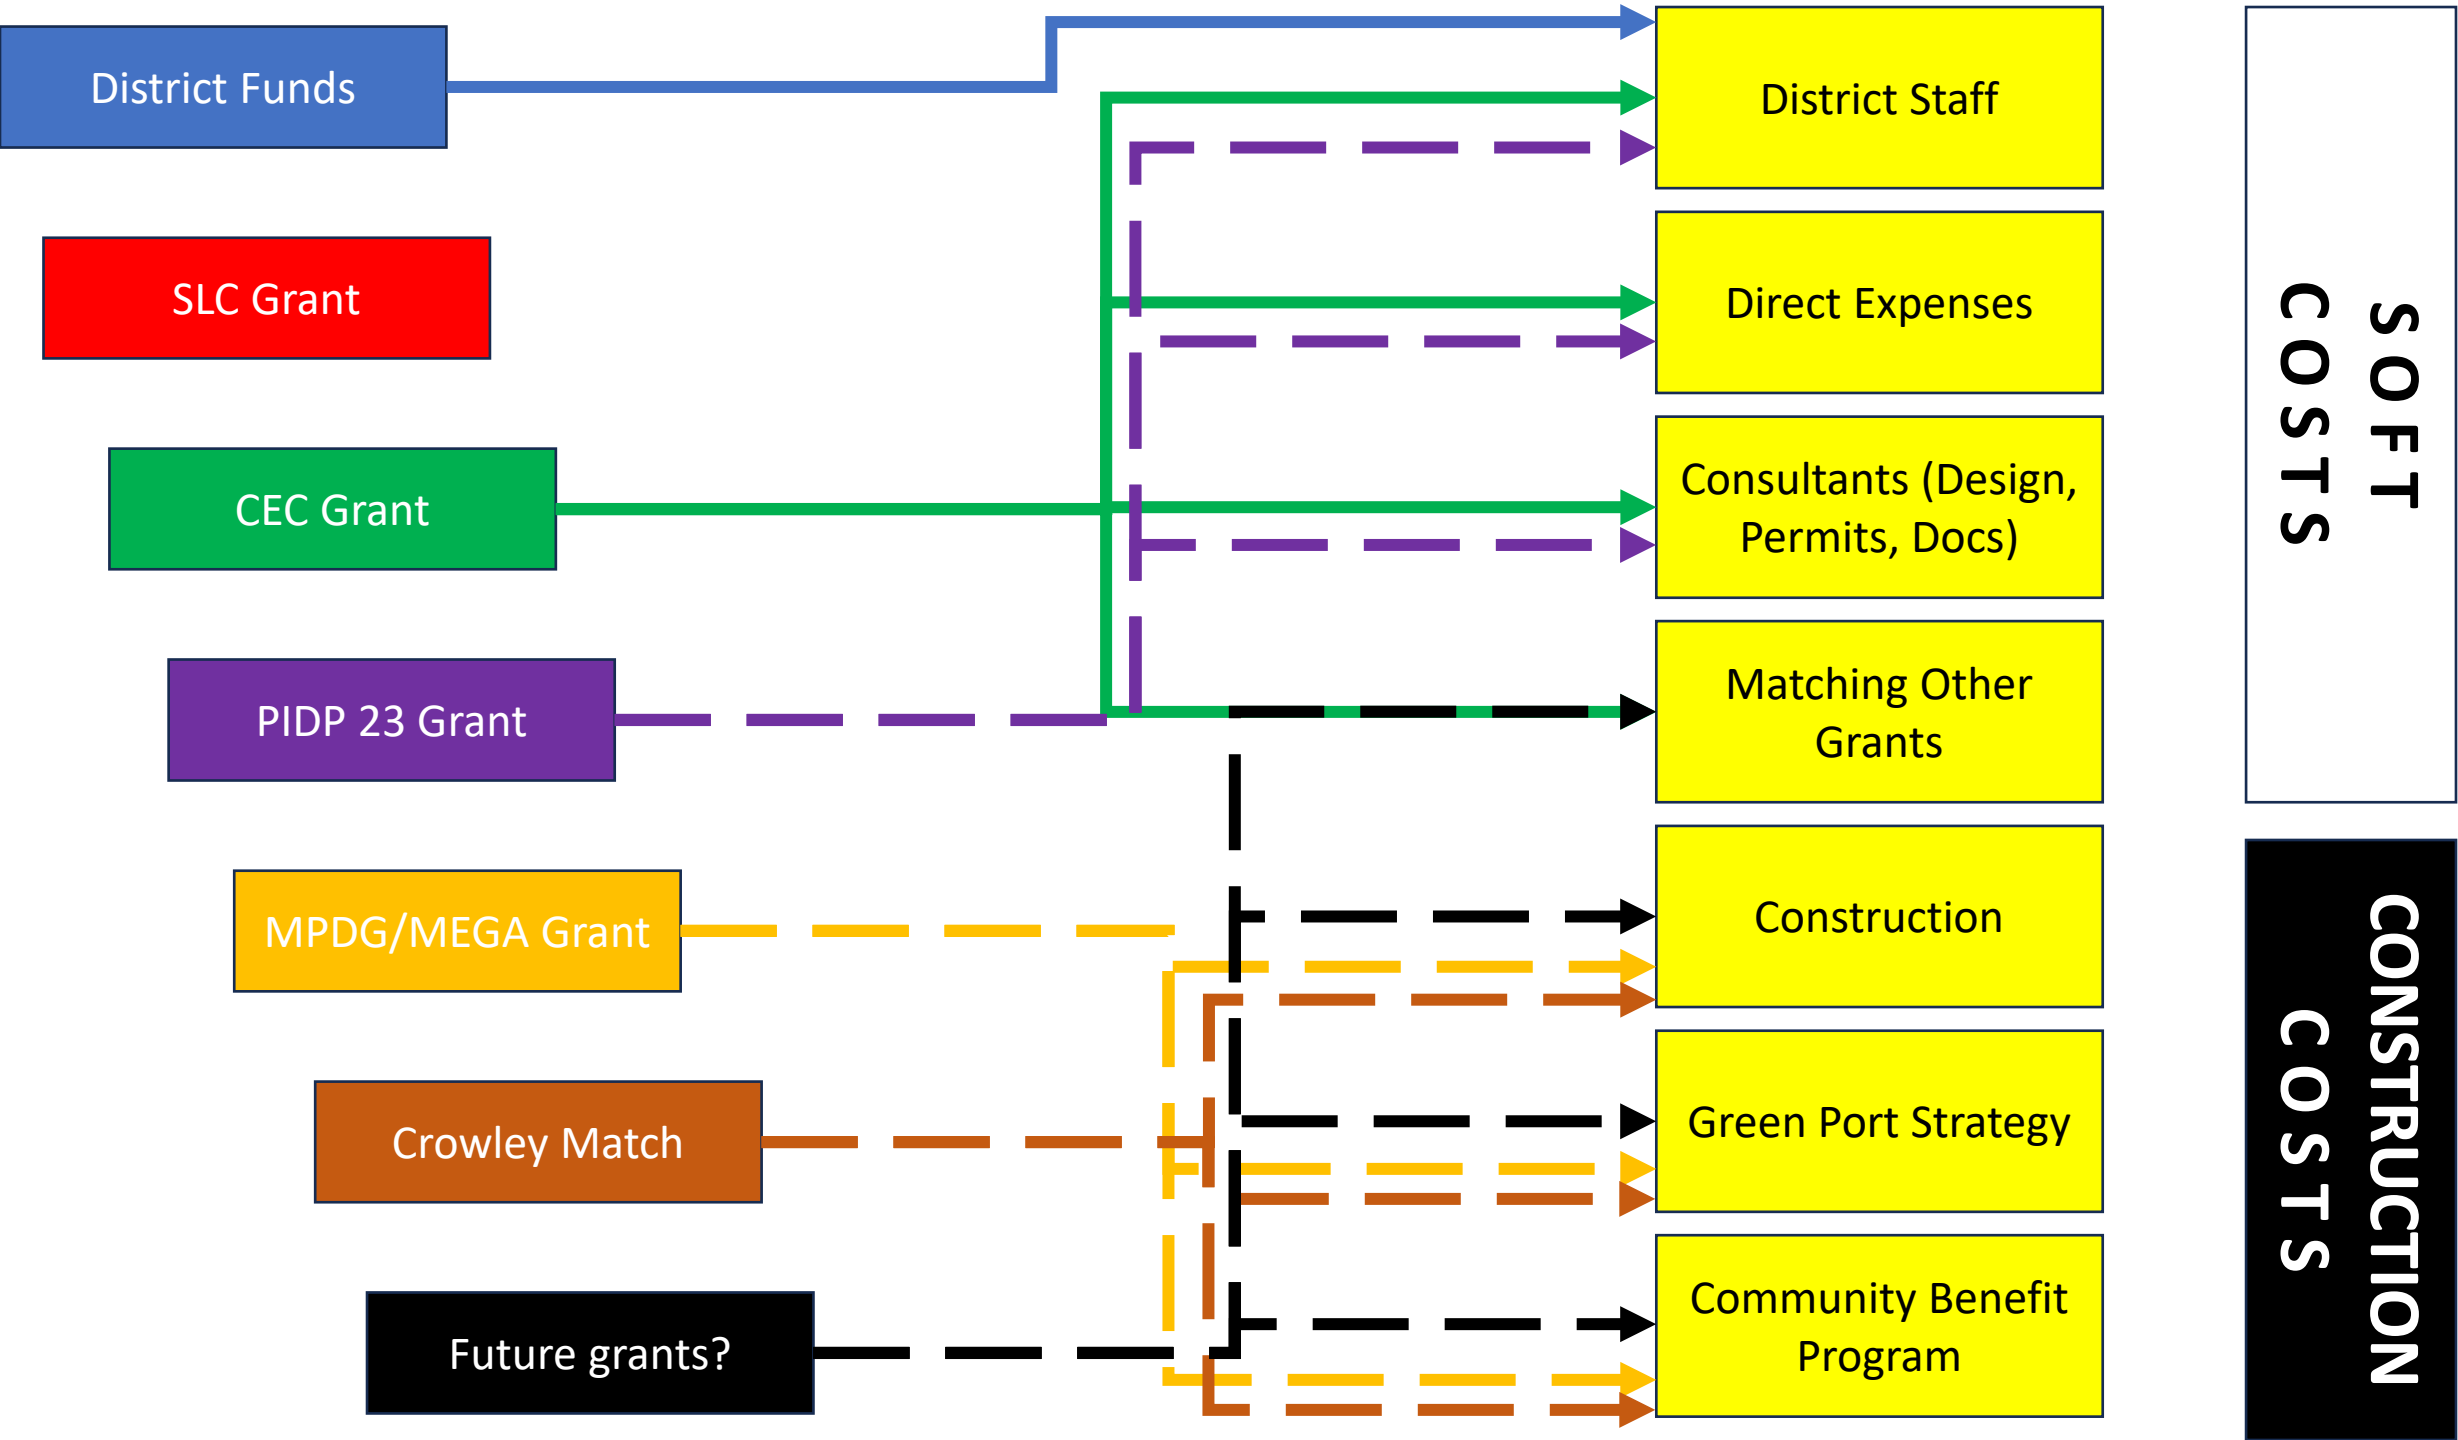 District Funds
SLC Grant
CEC Grant
PIDP 23 Grant
MPDG/MEGA Grant
Crowley Match
Future grants?
District Staff
Direct Expenses
Consultants (Design,
Permits, Docs)
Matching Other
Grants
Construction
Green Port Strategy
Community Benefit
Program
SOFT
COSTS
CONSTRUCTION
COSTS